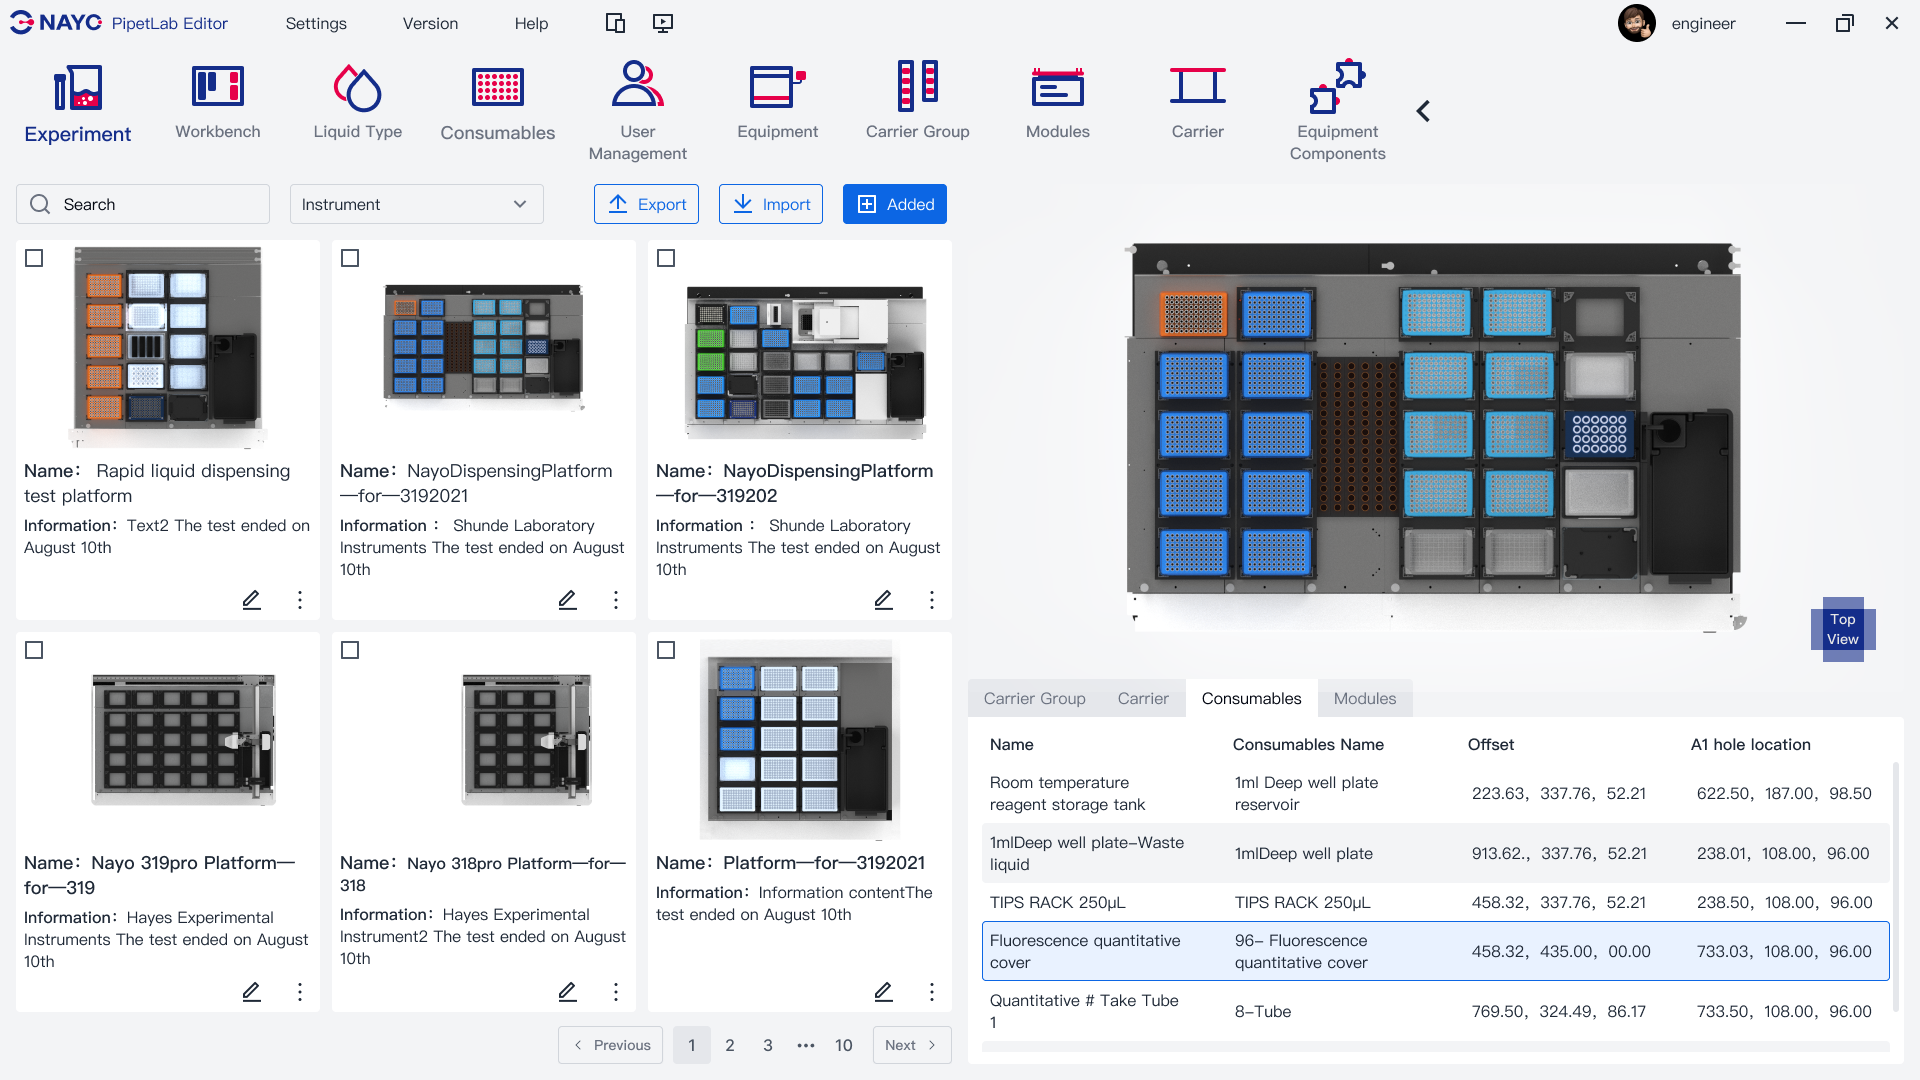 NAYO PipetLab Editor
Settings
Version
Help
engineer
Experiment
Workbench
Liquid Type
Consumables
User
Management
Equipment
Carrier Group
Modules
Carrier
Equipment
Components
Search
Instrument
Export
Import
Added
Name： Rapid liquid dispensing
test platform
Information：Text2 The test ended on
August 10th
Name：NayoDispensingPlatform
—for—3192021
Information： Shunde Laboratory
Instruments The test ended on August
10th
Name：NayoDispensingPlatform
—for—319202
Information： Shunde Laboratory
Instruments The test ended on August
10th
Name：Nayo 319pro Platform—
for—319
Information：Hayes Experimental
Instruments The test ended on August
10th
Name：Nayo 318pro Platform—for—
318
Information：Hayes Experimental
Instrument2 The test ended on August
10th
Name：Platform—for—3192021
Information：Information contentThe
test ended on August 10th
Previous
1
2
3
•••
10
Next
Top
View
Carrier Group
Carrier
Consumables
Modules
Name Consumables Name Offset A1 hole location
Room temperature
reagent storage tank
1ml Deep well plate
reservoir
223.63, 337.76, 52.21
622.50, 187.00, 98.50
1mlDeep well plate-Waste
liquid
1mlDeep well plate
913.62., 337.76, 52.21
238.01, 108.00, 96.00
TIPS RACK 250μL
TIPS RACK 250μL
458.32, 337.76, 52.21
238.50, 108.00, 96.00
Fluorescence quantitative
cover
96- Fluorescence
quantitative cover
458.32, 435.00, 00.00
733.03, 108.00, 96.00
Quantitative # Take Tube
1
8-Tube
769.50, 324.49, 86.17
733.50, 108.00, 96.00